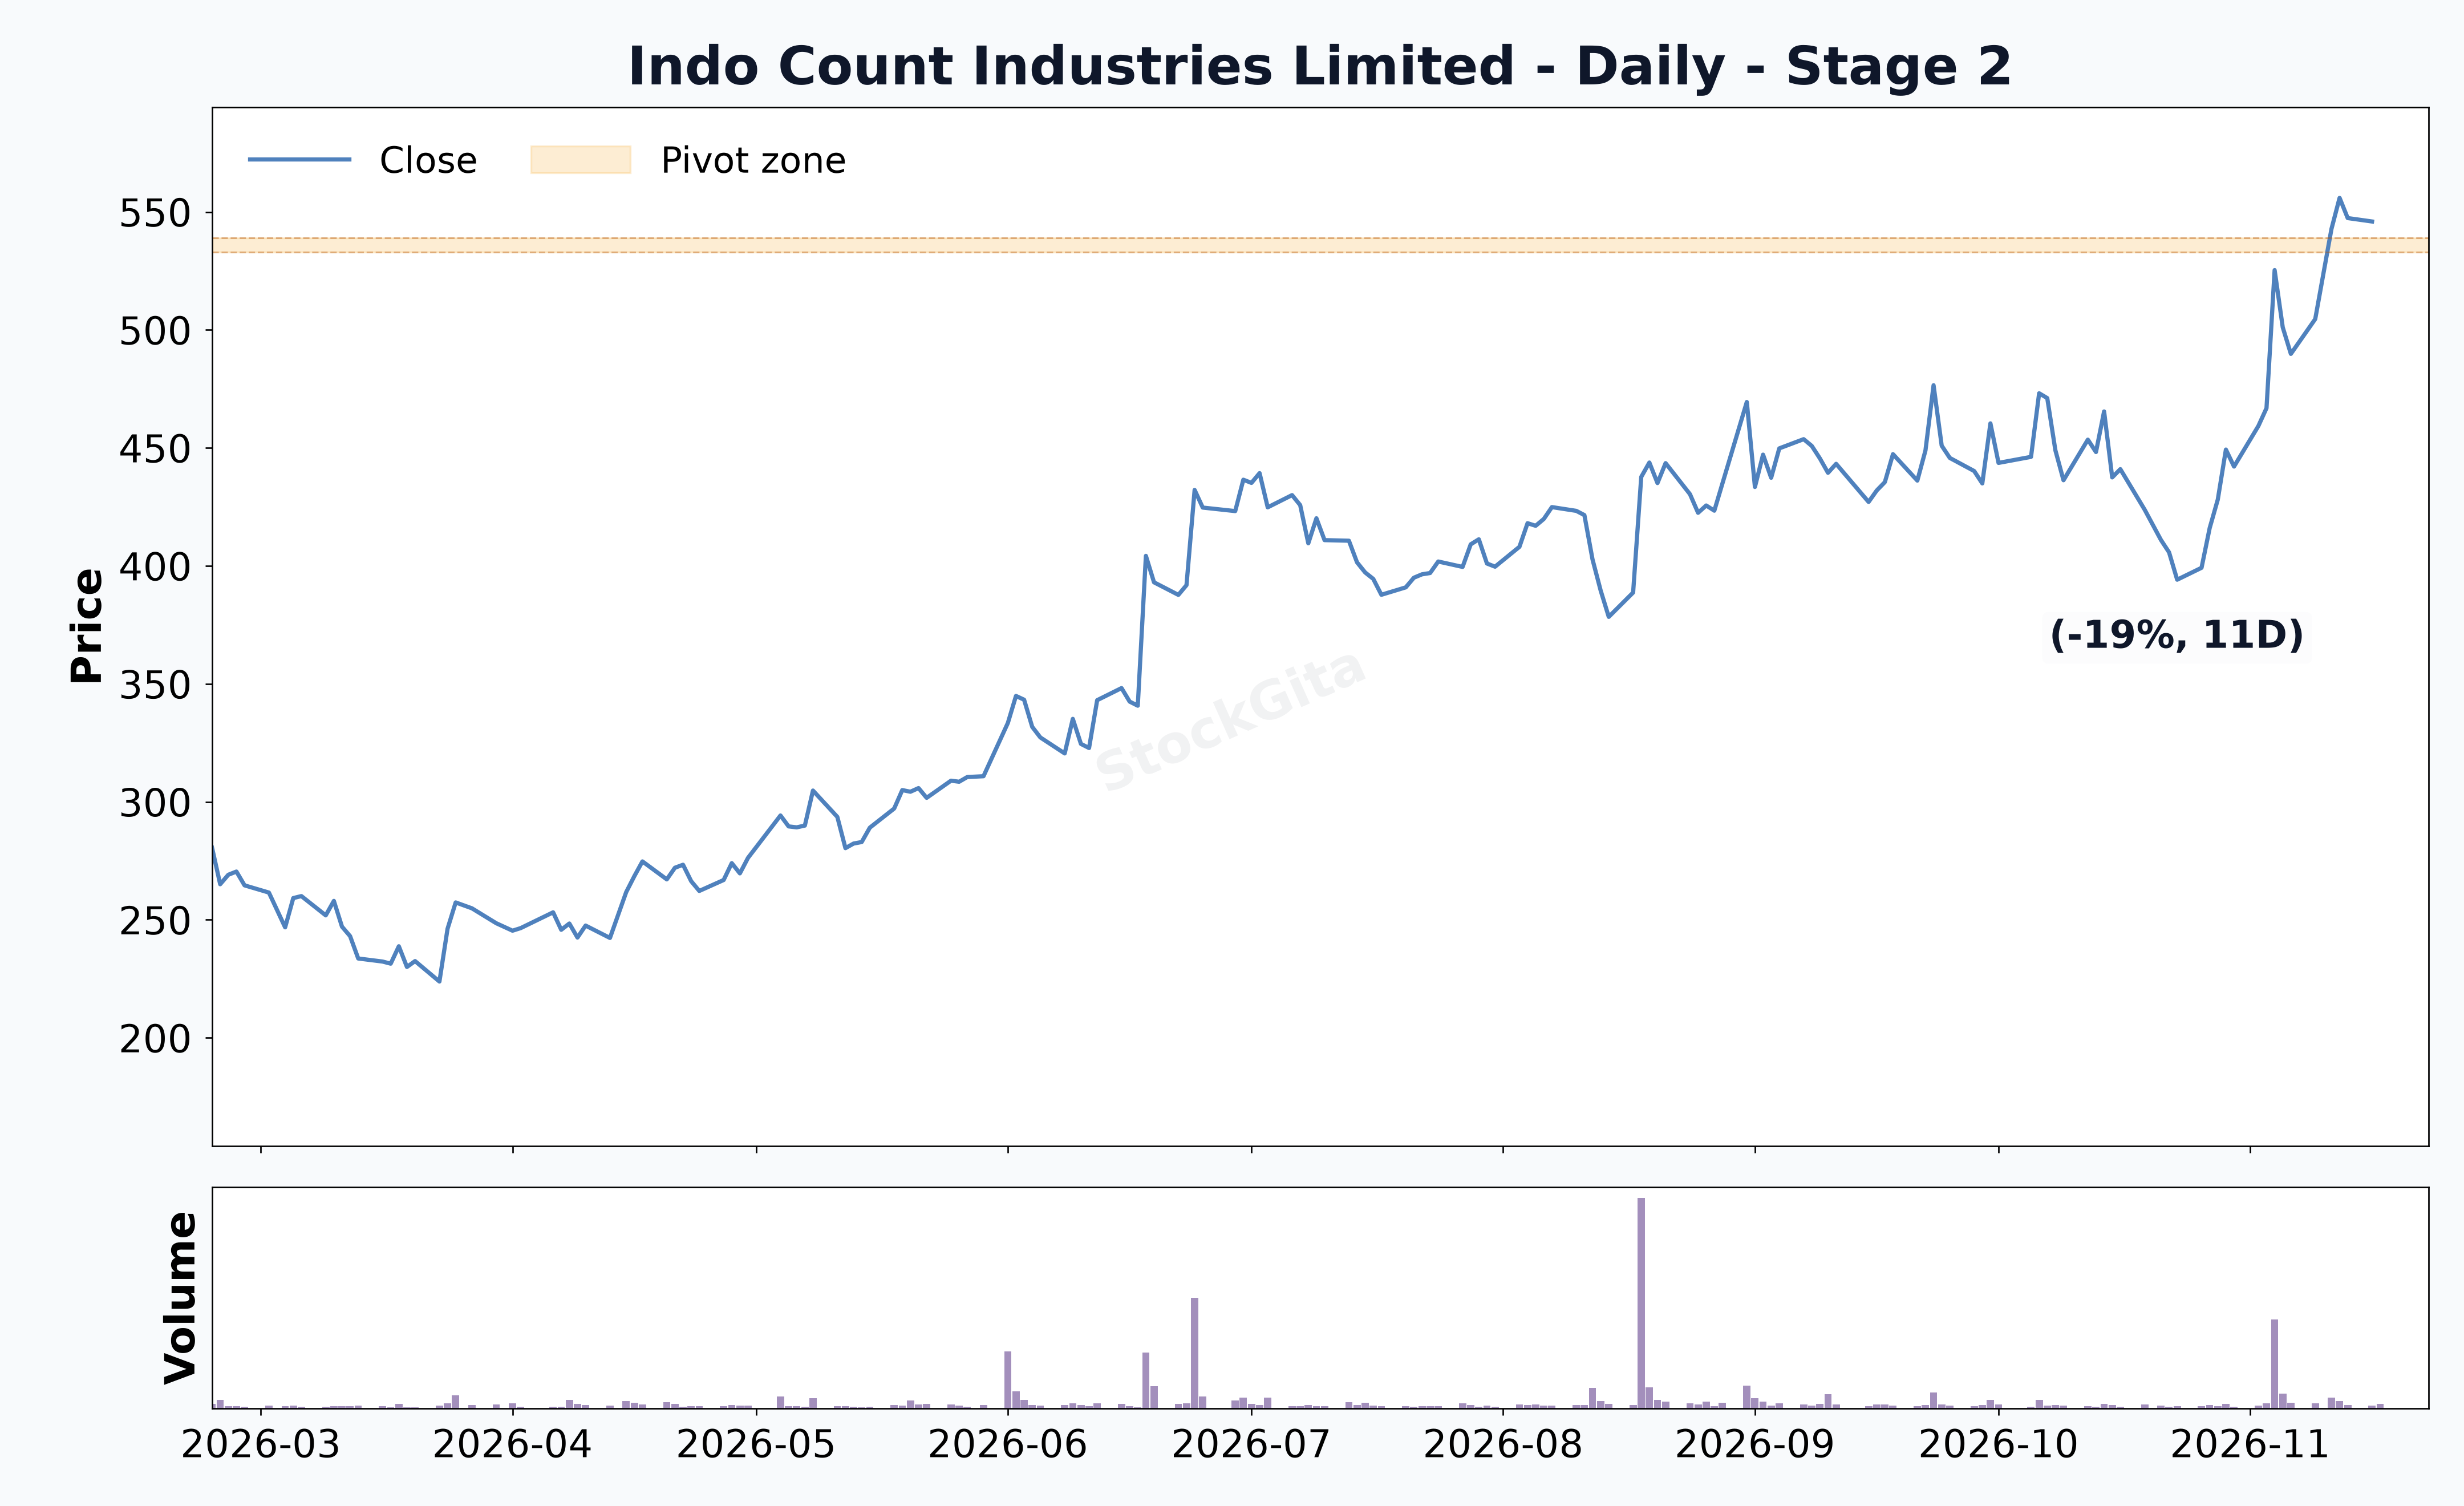 Indo Count Industries Limited - Daily - Stage 2
Close
Pivot zone
550
500
450
400
350
300
250
200
Price
(-19%, 11D)
StockGita
Volume
2026-03
2026-04
2026-05
2026-06
2026-07
2026-08
2026-09
2026-10
2026-11